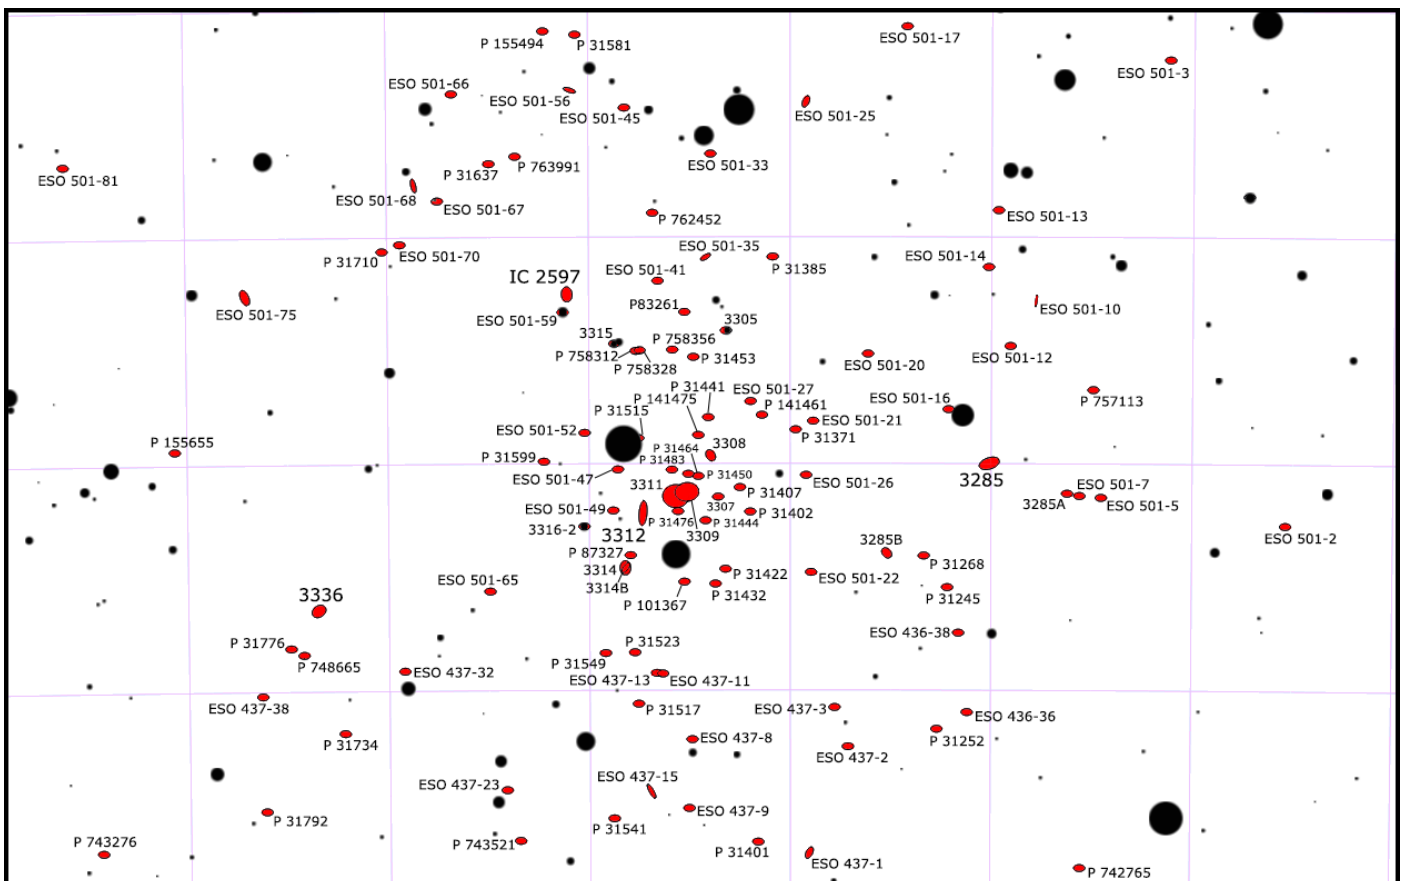 ESO 501-17
P 155494
P 31581
ESO 501-3
ESO 501-66
ESO 501-56
ESO 501-45
ESO 501-25
ESO 501-33
P 763991
P 31637
ESO 501-81
ESO 501-68
ESO 501-67
P 762452
ESO 501-13
ESO 501-35
P 31710
ESO 501-70
ESO 501-14
ESO 501-41
P 31385
IC 2597
P83261
ESO 501-10
ESO 501-75
ESO 501-59
3305
3315
P 758356
P 758312
P 31453
ESO 501-12
P 758328
ESO 501-20
P 31441
ESO 501-27
P 141475
ESO 501-16
P 757113
P 31515
P 141461
ESO 501-21
ESO 501-52
P 31371
P 155655
3308
P 31464
P 31599
P 31483
P 31450
ESO 501-47
3285
ESO 501-26
3311
ESO 501-7
P 31407
3285A
ESO 501-5
3307
ESO 501-49
P 31402
P 31476
P 31444
3316-2
3312
3309
ESO 501-2
3285B
P 87327
P 31268
3314
P 31422
ESO 501-22
ESO 501-65
3314B
P 31432
3336
P 101367
P 31245
ESO 436-38
P 31776
P 31523
P 31549
P 748665
ESO 437-32
ESO 437-13
ESO 437-11
ESO 437-38
P 31517
ESO 437-3
ESO 436-36
P 31734
ESO 437-8
P 31252
ESO 437-2
ESO 437-15
ESO 437-23
ESO 437-9
P 31792
P 31541
P 743276
P 743521
P 31401
ESO 437-1
P 742765